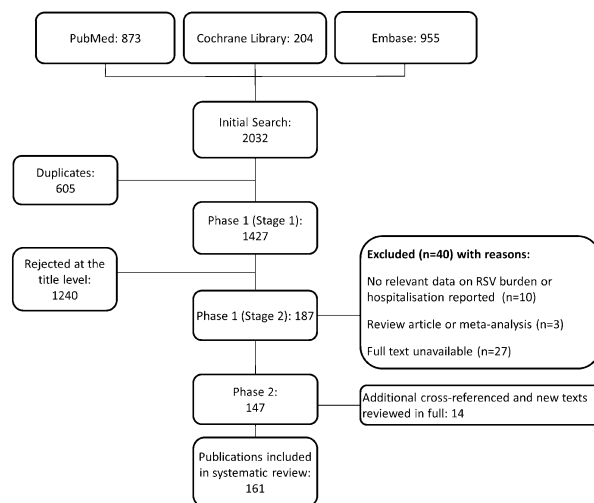 PubMed: 873
Cochrane Library: 204
Embase: 955
Initial Search:
2032
Duplicates:
605
Phase 1 (Stage 1):
1427
Rejected at the
title level:
1240
Excluded (n=40) with reasons:
No relevant data on RSV burden or
hospitalisation reported (n=10)
Review article or meta-analysis (n=3)
Full text unavailable (n=27)
Phase 1 (Stage 2): 187
Phase 2:
147
Additional cross-referenced and new texts
reviewed in full: 14
Publications included
in systematic review:
161